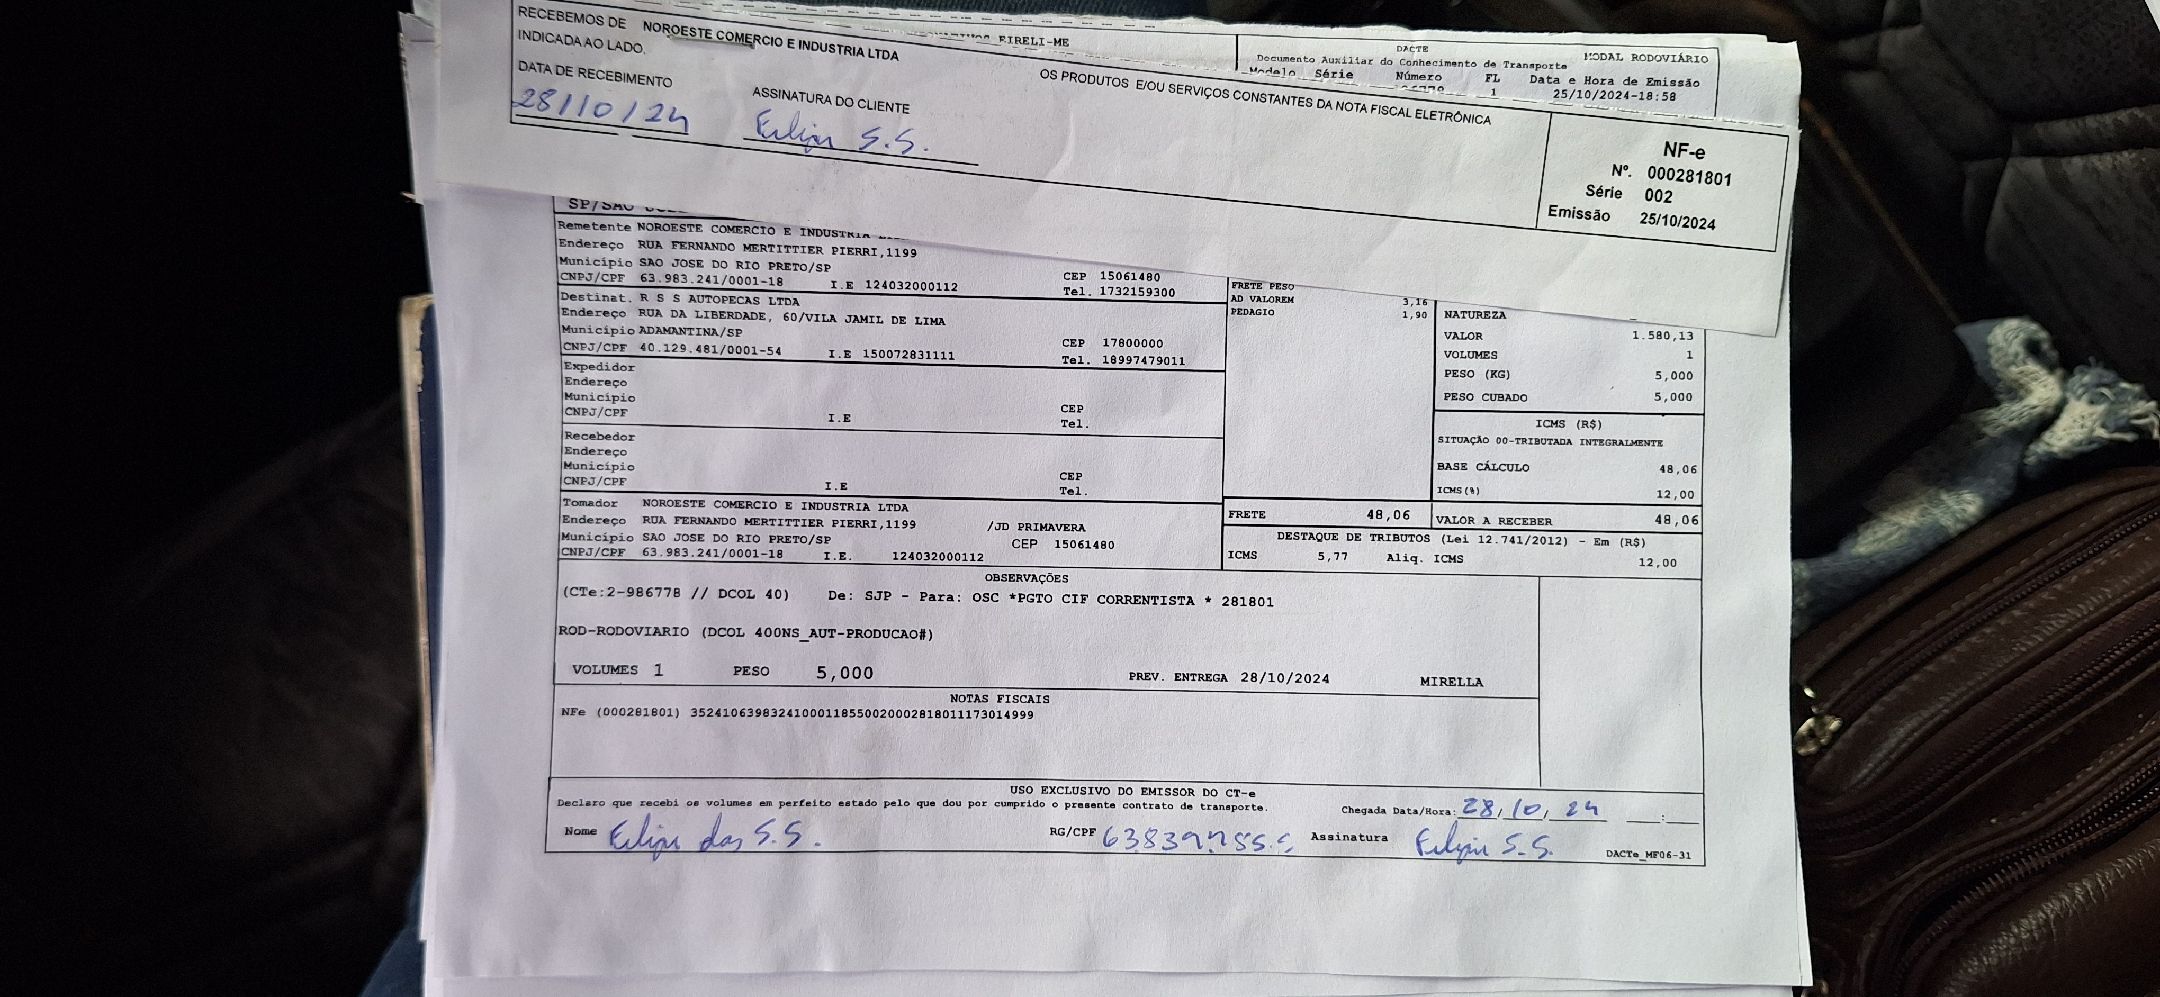 RECEBEMOS DE NOROESTE COMERCIO E INDUSTRIA LTDA
INDICADA AO LADO.
OS PRODUTOS E/OU SERVIÇOS CONSTANTES DA NOTA FISCAL ELETRÔNICA
DATA DE RECEBIMENTO
28/10/24
ASSINATURA DO CLIENTE
S.S.
NF-e
Nº. 000281801
Série 002
Emissão 25/10/2024
EIRELI-ME
DACTE
Documento Auxiliar do Conhecimento de Transporte
MODAL RODOVIÁRIO
Modelo Série Número FL Data e Hora de Emissão
1 25/10/2024-18:58
Remetente NOROESTE COMERCIO E INDUSTRIA
Endereço RUA FERNANDO MERTITTIER PIERRI,1199
Município SAO JOSE DO RIO PRETO/SP CEP 15061480
CNPJ/CPF 63.983.241/0001-18 I.E 124032000112 Tel. 1732159300
Destinat. R S S AUTOPECAS LTDA
Endereço RUA DA LIBERDADE, 60/VILA JAMIL DE LIMA
Município ADAMANTINA/SP CEP 17800000
CNPJ/CPF 40.129.481/0001-54 I.E 150072831111 Tel. 18997479011
Expedidor
Endereço
Município CEP
CNPJ/CPF I.E Tel.
Recebedor
Endereço
Município CEP
CNPJ/CPF I.E Tel.
Tomador NOROESTE COMERCIO E INDUSTRIA LTDA
Endereço RUA FERNANDO MERTITTIER PIERRI,1199 /JD PRIMAVERA
Município SAO JOSE DO RIO PRETO/SP CEP 15061480
CNPJ/CPF 63.983.241/0001-18 I.E. 124032000112
FRETE PESO
AD VALOREM 3,16
PEDAGIO 1,90
NATUREZA
VALOR 1.580,13
VOLUMES 1
PESO (KG) 5,000
PESO CUBADO 5,000
ICMS (R$)
SITUAÇÃO 00-TRIBUTADA INTEGRALMENTE
BASE CÁLCULO 48,06
ICMS(%) 12,00
FRETE 48,06 VALOR A RECEBER 48,06
DESTAQUE DE TRIBUTOS (Lei 12.741/2012) - Em (R$)
ICMS 5,77 Aliq. ICMS 12,00
OBSERVAÇÕES
(CTe:2-986778 // DCOL 40) De: SJP - Para: OSC *PGTO CIF CORRENTISTA * 281801
ROD-RODOVIARIO (DCOL 400NS_AUT-PRODUCAO#)
VOLUMES 1 PESO 5,000 PREV. ENTREGA 28/10/2024 MIRELLA
NOTAS FISCAIS
NFe (000281801) 35241063983241000118550020002818011173014999
USO EXCLUSIVO DO EMISSOR DO CT-e
Declaro que recebi os volumes em perfeito estado pelo que dou por cumprido o presente contrato de transporte. Chegada Data/Hora: 28/10/24 __:__
Nome das S.S. RG/CPF Assinatura S.S. DACTe_MF06-31